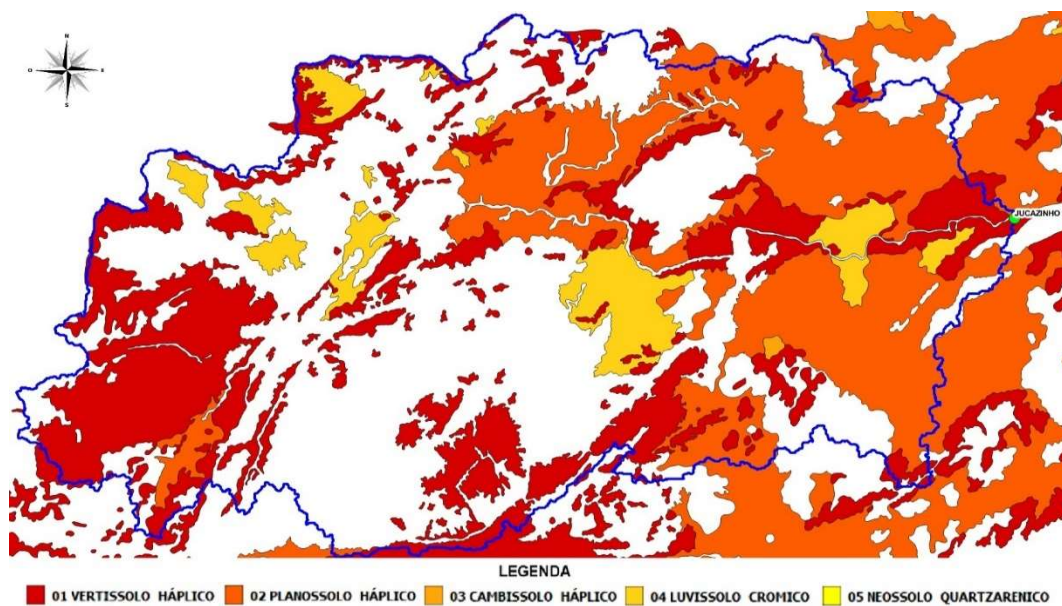 N
O
E
S
JUCAZINHO
LEGENDA
01 VERTISSOLO HÁPLICO 02 PLANOSSOLO HÁPLICO 03 CAMBISSOLO HÁPLICO 04 LUVISSOLO CROMICO 05 NEOSSOLO QUARTZARENICO